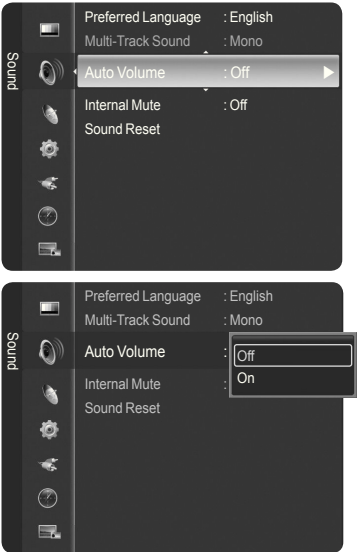 Sound
Preferred Language : English
Multi-Track Sound : Mono
Auto Volume : Off
Internal Mute : Off
Sound Reset
Sound
Preferred Language : English
Multi-Track Sound : Mono
Auto Volume :
Off
On
Internal Mute :
Sound Reset